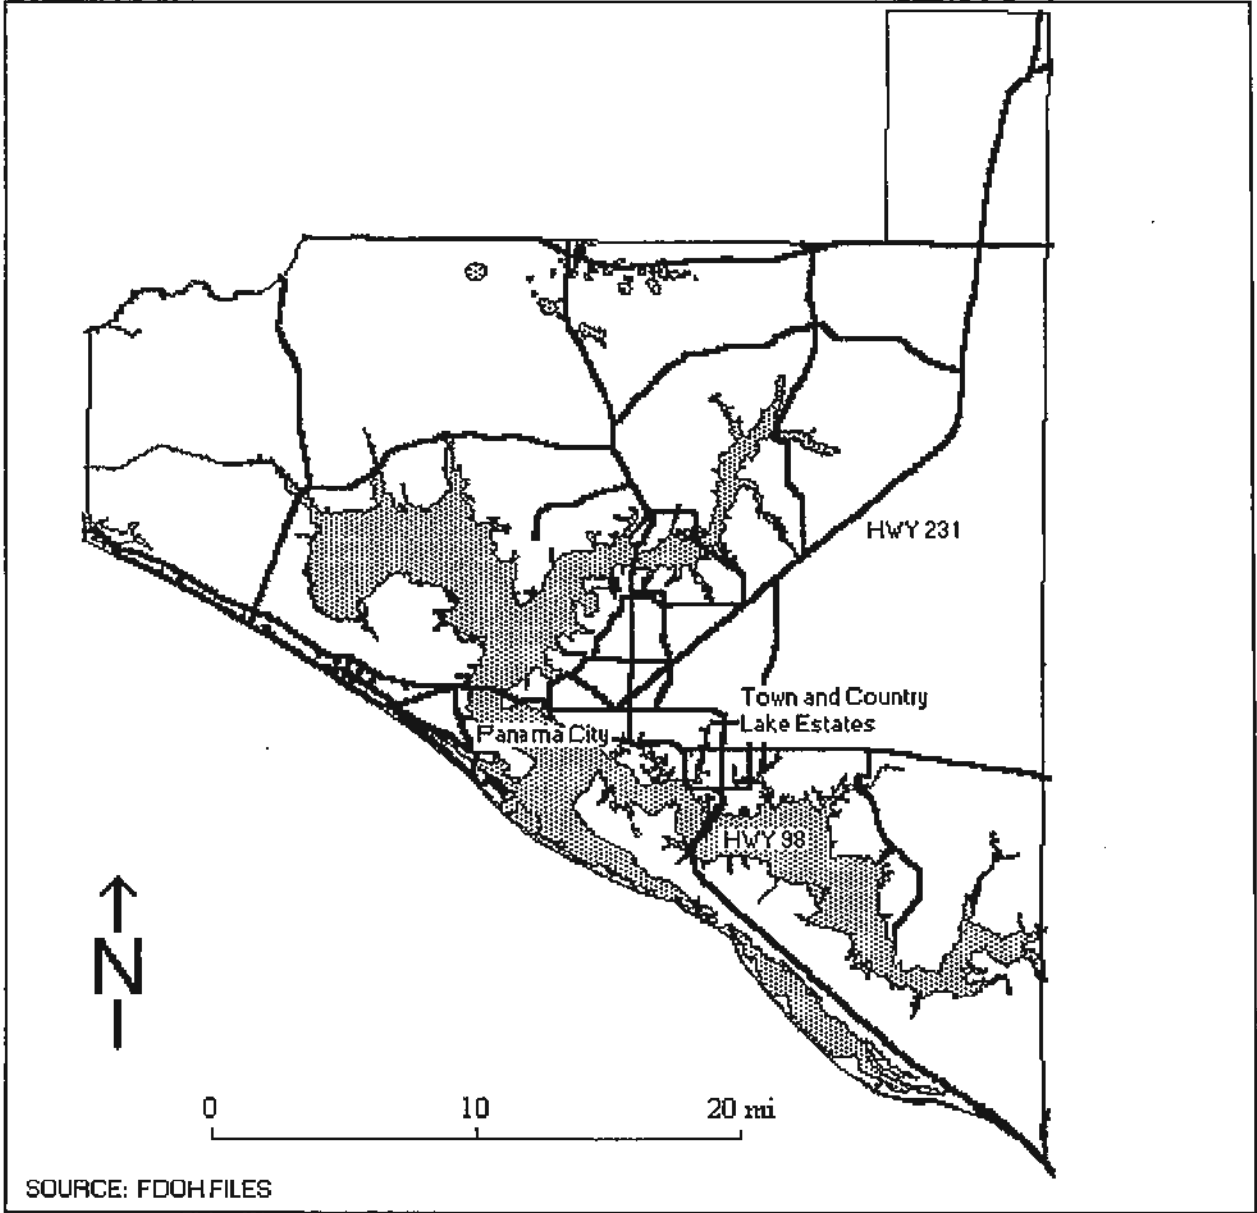 HWY 231
Town and Country
Lake Estates
Panama City
HWY 98
N
0 10 20 mi
SOURCE: FDOH FILES